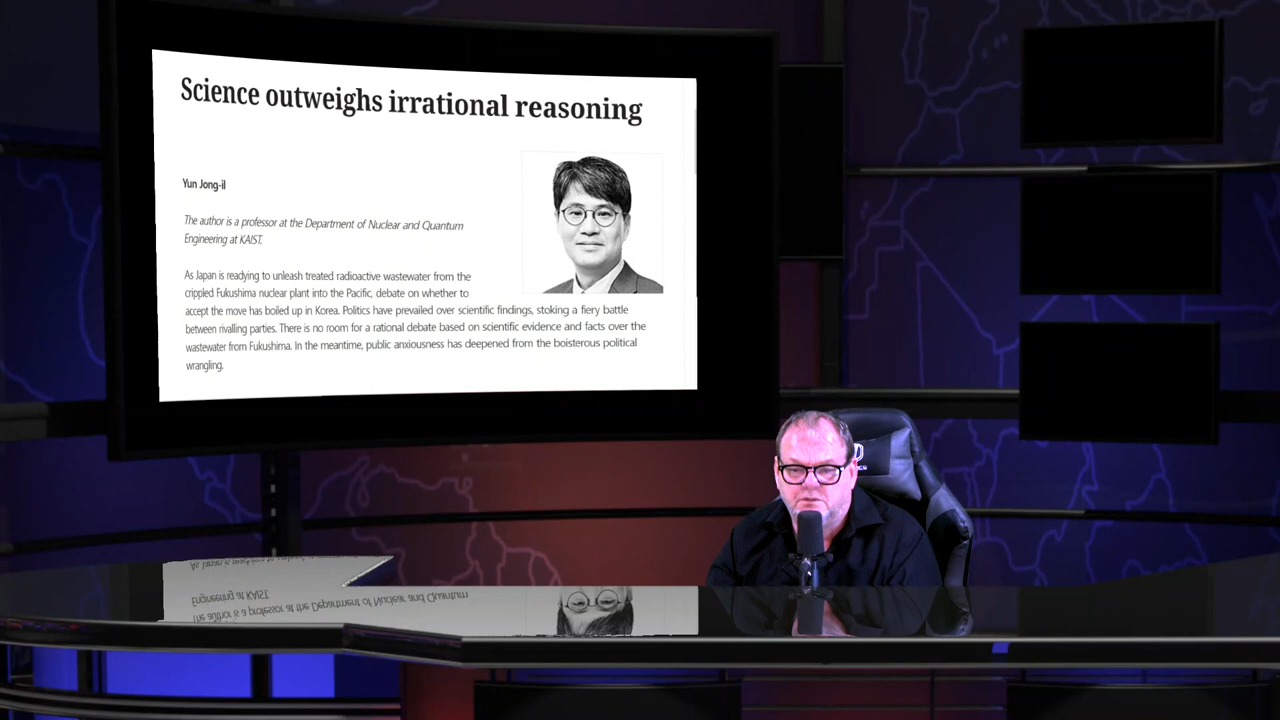 Science outweighs irrational reasoning
Yun Jong-il
The author is a professor at the Department of Nuclear and Quantum
Engineering at KAIST.
As Japan is readying to unleash treated radioactive wastewater from the
crippled Fukushima nuclear plant into the Pacific, debate on whether to
accept the move has boiled up in Korea. Politics have prevailed over scientific findings, stoking a fiery battle
between rivalling parties. There is no room for a rational debate based on scientific evidence and facts over the
wastewater from Fukushima. In the meantime, public anxiousness has deepened from the boisterous political
wrangling.